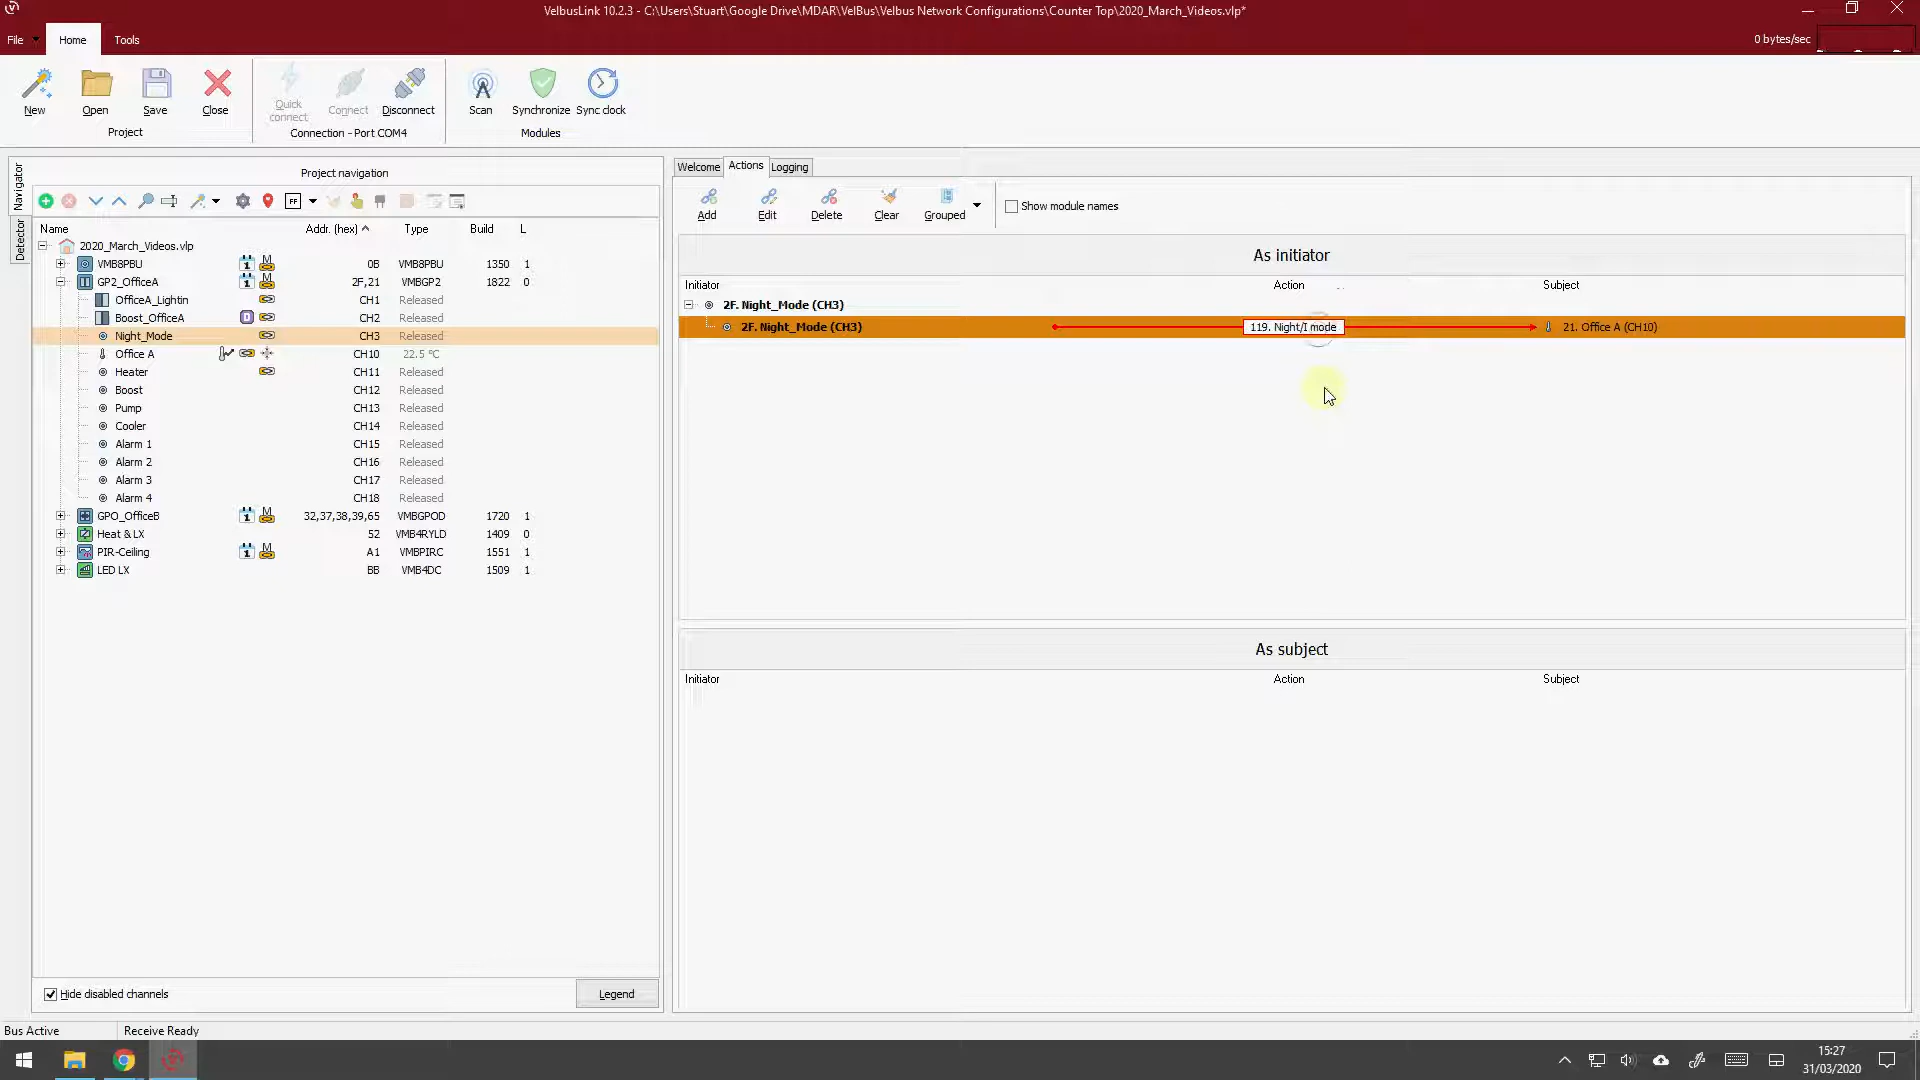 VelbusLink 10.2.3 - C:\Users\Stuart\Google Drive\MDAR\VelBus\Velbus Network Configurations\Counter Top\2020_March_Videos.vlp*
File Home Tools 0 bytes/sec
New Open Save Close Quick connect Connect Disconnect Scan Synchronize Sync clock
Project Connection - Port COM4 Modules
Navigator
Detector
Project navigation
FF
Name Addr. (hex) Type Build L
2020_March_Videos.vlp
VMB8PBU 1 M 0B VMB8PBU 1350 1
GP2_OfficeA 1 M 2F,21 VMBGP2 1822 0
OfficeA_Lightin CH1 Released
Boost_OfficeA CH2 Released
Night_Mode CH3 Released
Office A CH10 22.5 °C
Heater CH11 Released
Boost CH12 Released
Pump CH13 Released
Cooler CH14 Released
Alarm 1 CH15 Released
Alarm 2 CH16 Released
Alarm 3 CH17 Released
Alarm 4 CH18 Released
GPO_OfficeB 1 M 32,37,38,39,65 VMBGPOD 1720 1
Heat & LX 52 VMB4RYLD 1409 0
PIR-Ceiling 1 M A1 VMBPIRC 1551 1
LED LX BB VMB4DC 1509 1
Hide disabled channels Legend
Welcome Actions Logging
Add Edit Delete Clear Grouped Show module names
As initiator
Initiator Action Subject
2F. Night_Mode (CH3)
2F. Night_Mode (CH3) 119. Night/I mode 21. Office A (CH10)
As subject
Initiator Action Subject
Bus Active Receive Ready
15:27
31/03/2020